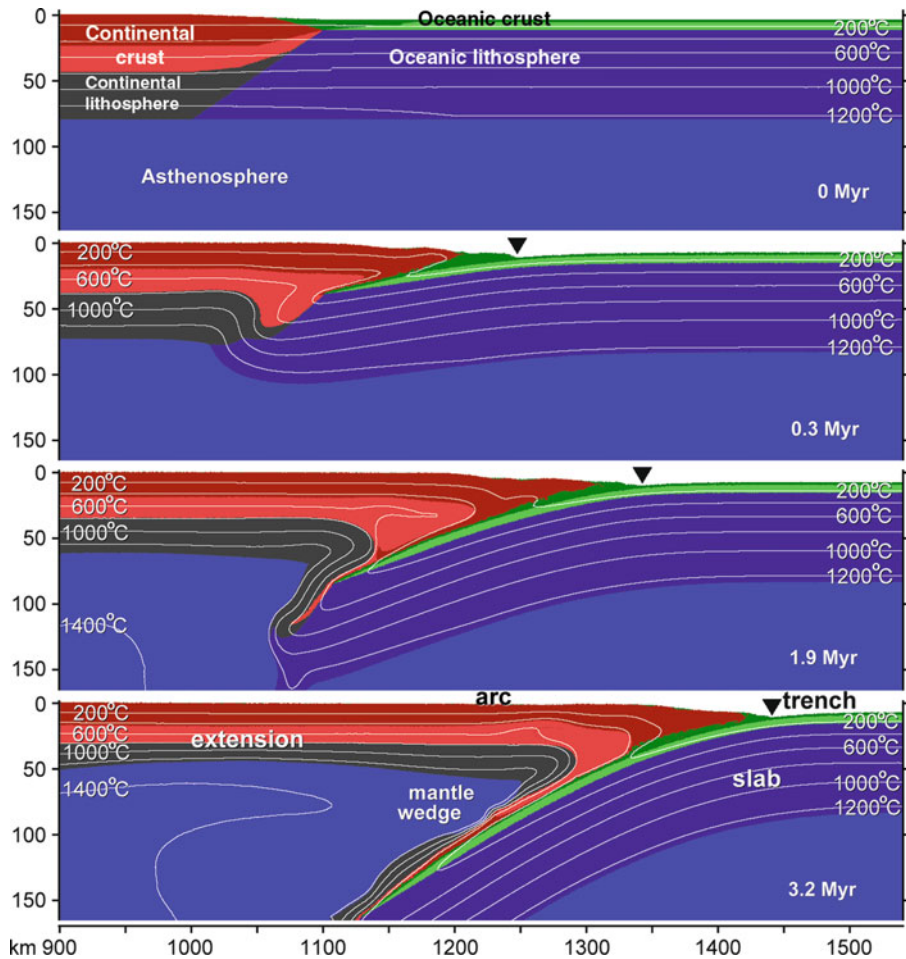 Oceanic crust
0
Continental
200°C
crust
Oceanic lithosphere
600°C
50
Continental
1000°C
lithosphere
1200°C
100
Asthenosphere
150
0 Myr
0
200°C
200°C
600°C
600°C
50
1000°C
1000°C
1200°C
100
150
0.3 Myr
0
200°C
200°C
600°C
600°C
50
1000°C
1000°C
1200°C
100
1400°C
150
1.9 Myr
arc
trench
0
200°C
200°C
600°C
extension
600°C
1000°C
50
slab
1400°C
mantle
1000°C
wedge
1200°C
100
150
3.2 Myr
km 900 1000 1100 1200 1300 1400 1500